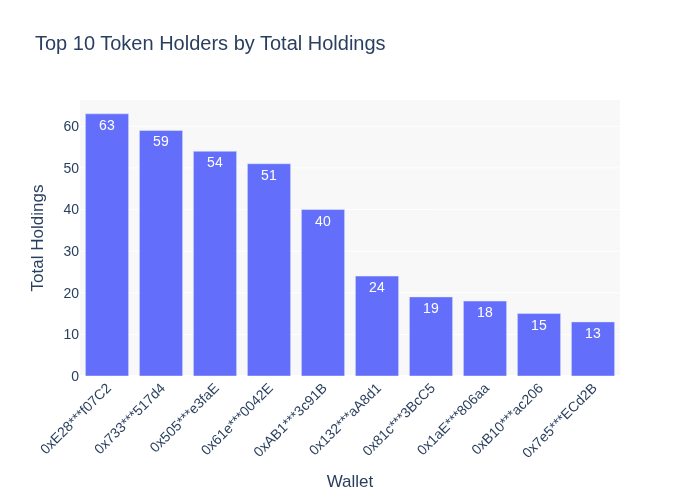 Top 10 Token Holders by Total Holdings
Total Holdings
60
50
40
30
20
10
0
63
59
54
51
40
24
19
18
15
13
0xE28***f07C2
0x733***517d4
0x505***e3faE
0x61e***0042E
0xAB1***3c91B
0x132***aA8d1
0x81c***3BcC5
0x1aE***806aa
0xB10***ac206
0x7e5***ECd2B
Wallet